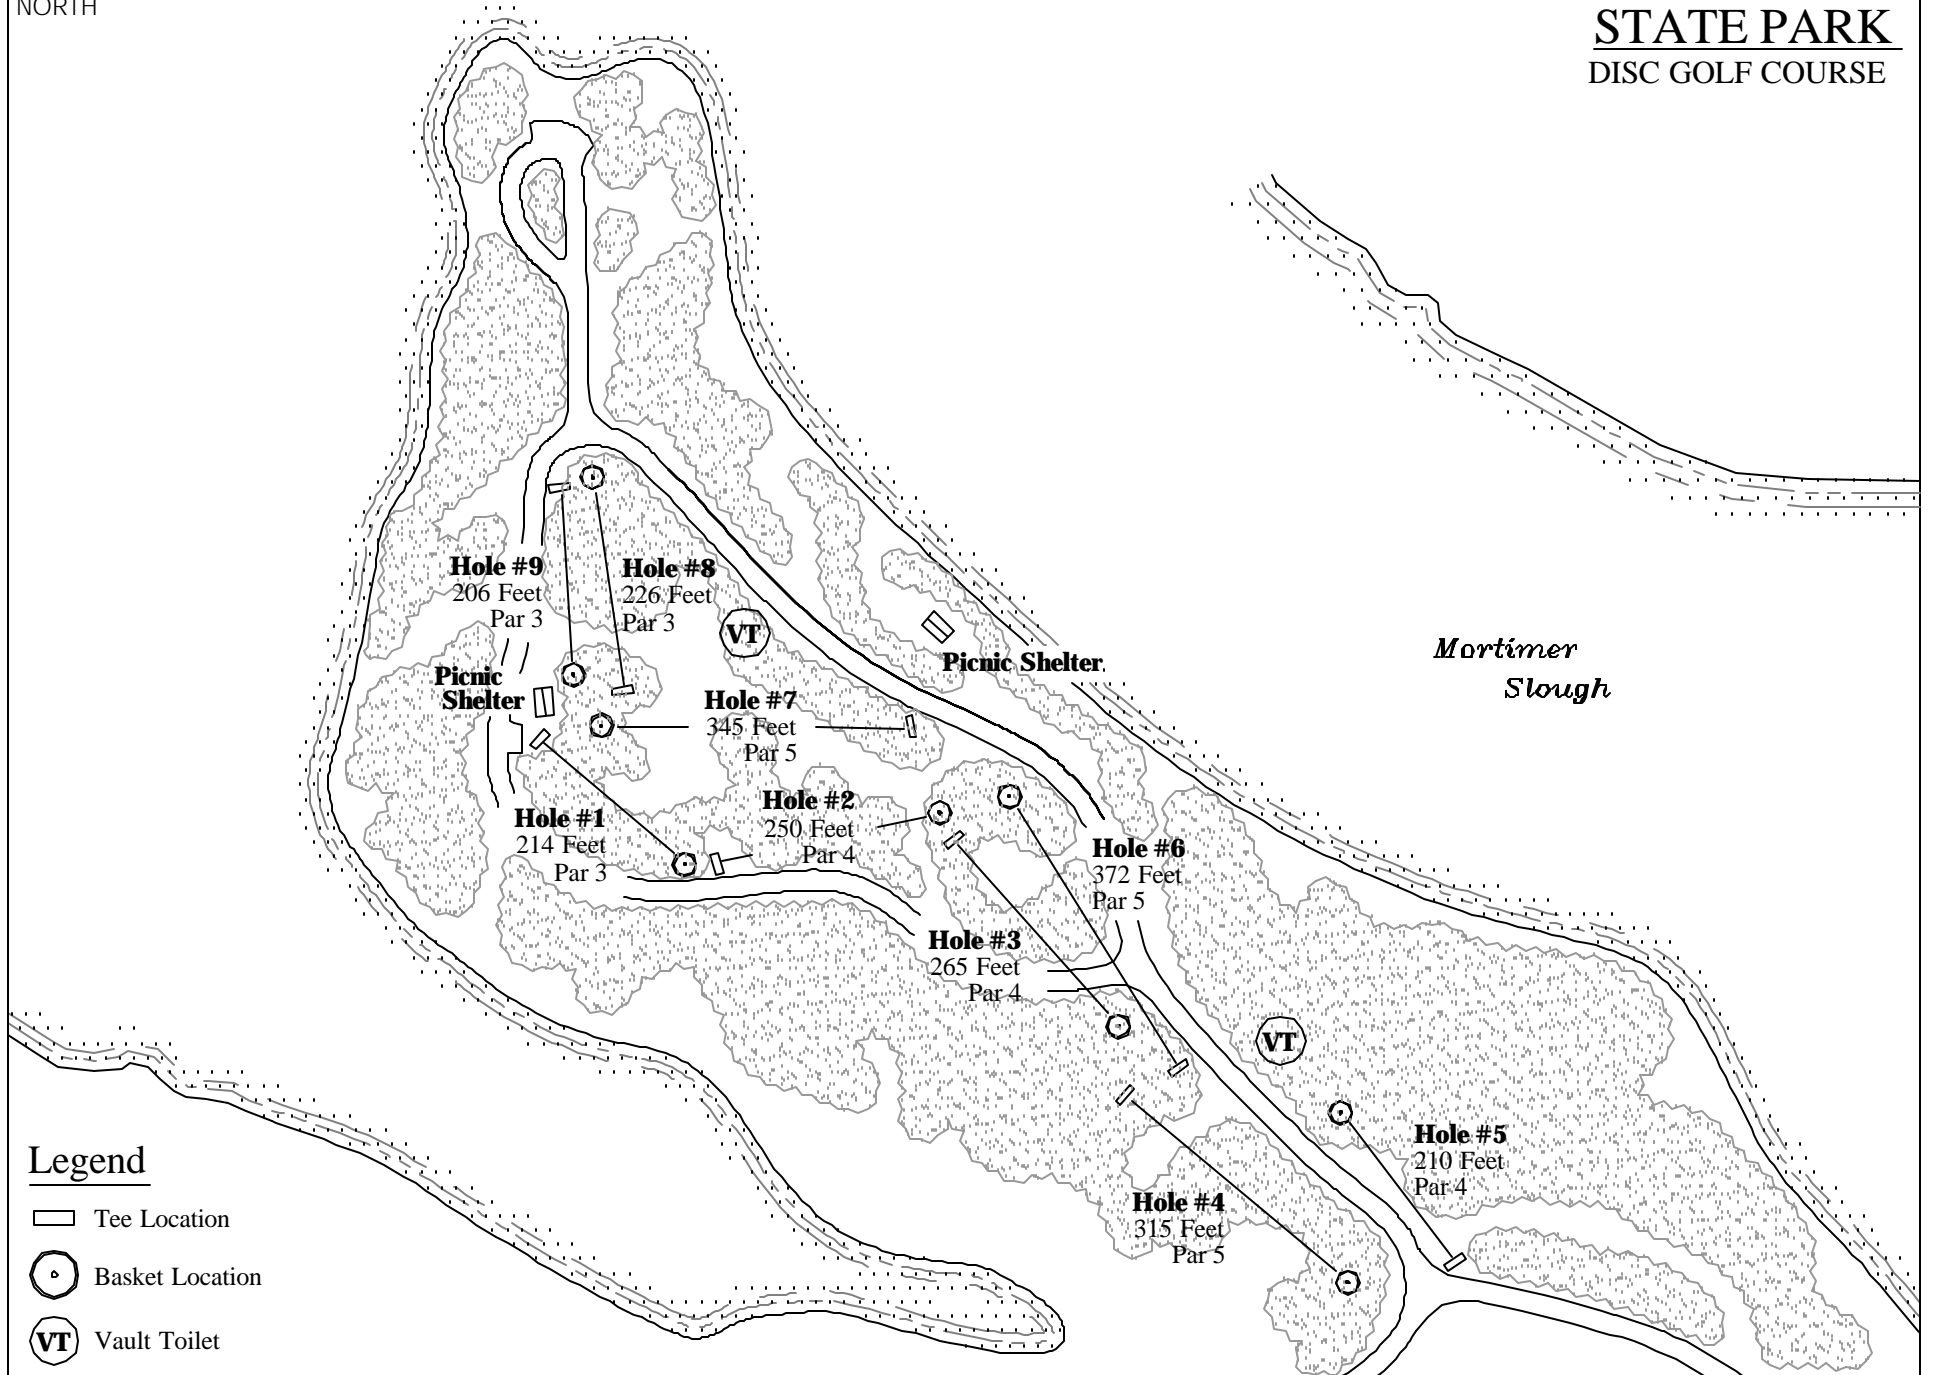 NORTH
STATE PARK
DISC GOLF COURSE
Hole #9
206 Feet
Par 3
Hole #8
226 Feet
Par 3
VT
Picnic Shelter
Mortimer
Slough
Picnic
Shelter
Hole #7
345 Feet
Par 5
Hole #2
250 Feet
Par 4
Hole #1
214 Feet
Par 3
Hole #6
372 Feet
Par 5
Hole #3
265 Feet
Par 4
VT
Hole #5
210 Feet
Par 4
Hole #4
315 Feet
Par 5
Legend
Tee Location
Basket Location
VT Vault Toilet